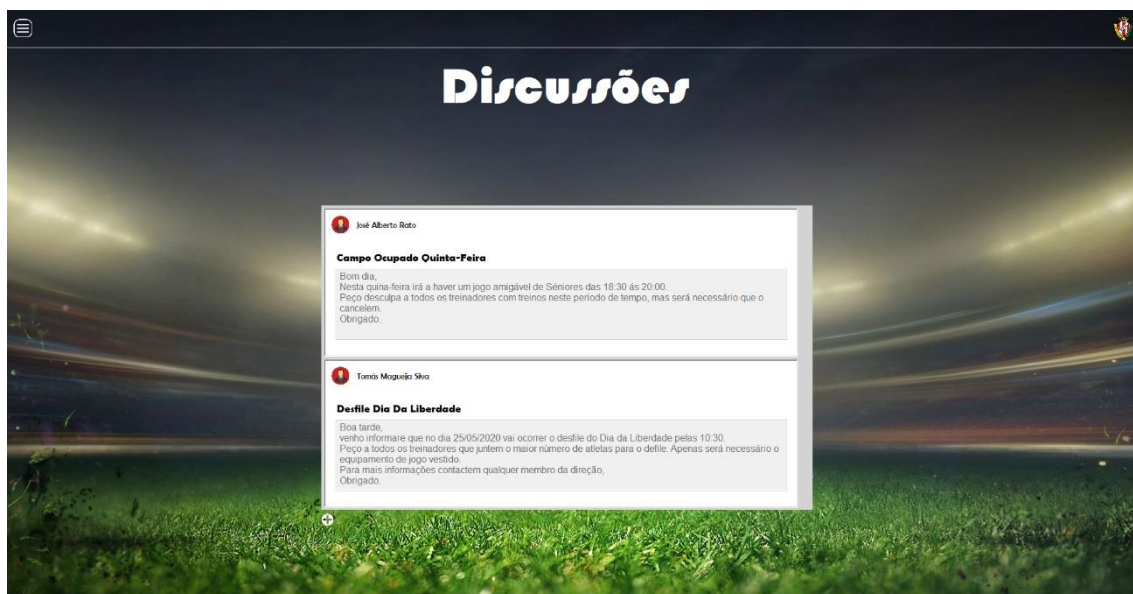 Discussões
José Alberto Rato
Campo Ocupado Quinta-Feira
Bom dia,
Nesta quina-feira irá a haver um jogo amigável de Séniores das 18:30 ás 20:00.
Peço desculpa a todos os treinadores com treinos neste periodo de tempo, mas será necessário que o
cancelem.
Obrigado.
Tomás Magueija Silva
Desfile Dia Da Liberdade
Boa tarde,
venho informare que no dia 25/05/2020 vai ocorrer o desfile do Dia da Liberdade pelas 10:30.
Peço a todos os treinadores que juntem o maior número de atletas para o defile. Apenas será necessário o
equipamento de jogo vestido.
Para mais informações contactem qualquer membro da direção,
Obrigado.